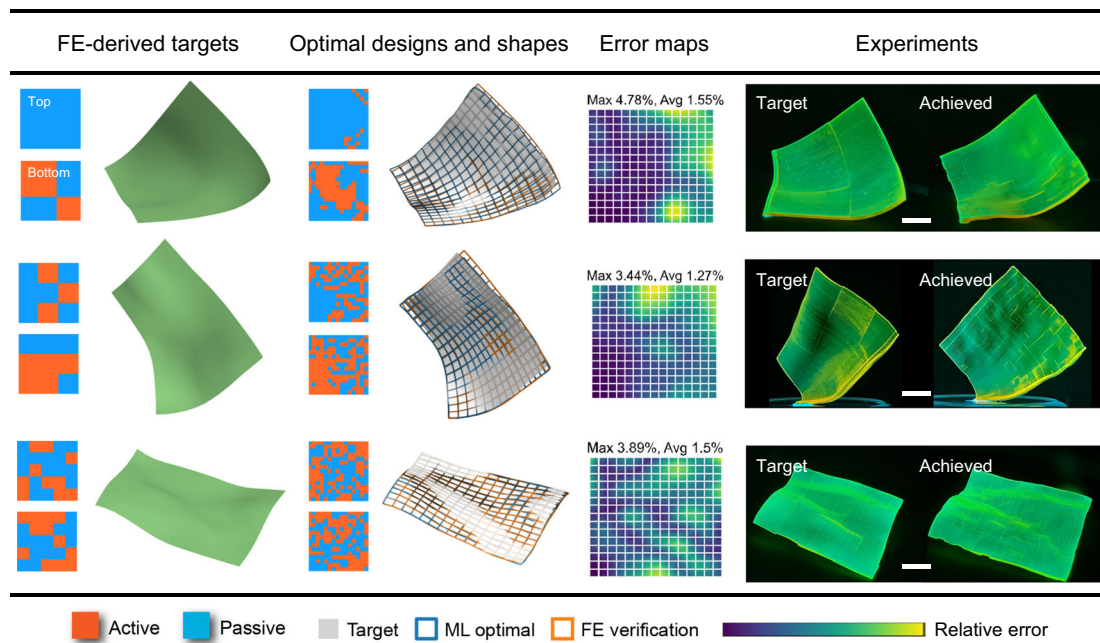 FE-derived targets Optimal designs and shapes Error maps Experiments
Top
Bottom
Max 4.78%, Avg 1.55%
Target Achieved
Max 3.44%, Avg 1.27%
Target Achieved
Max 3.89%, Avg 1.5%
Target Achieved
Active Passive Target ML optimal FE verification Relative error